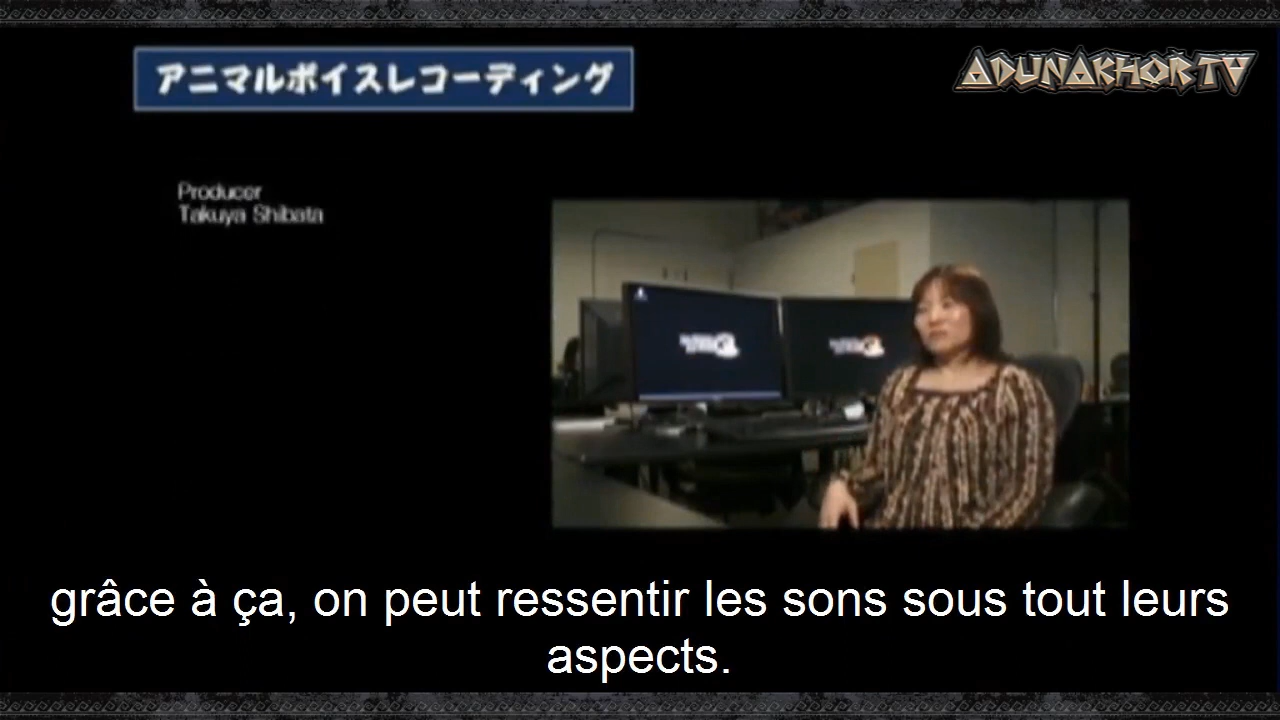 アニマルボイスレコーディング
ADUNAKHOR TV
Producer
Takuya Shibata
grâce à ça, on peut ressentir les sons sous tout leurs
aspects.